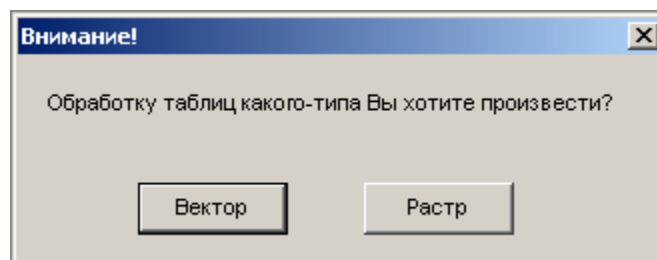 Внимание!
Обработку таблиц какого-типа Вы хотите произвести?
Вектор Растр